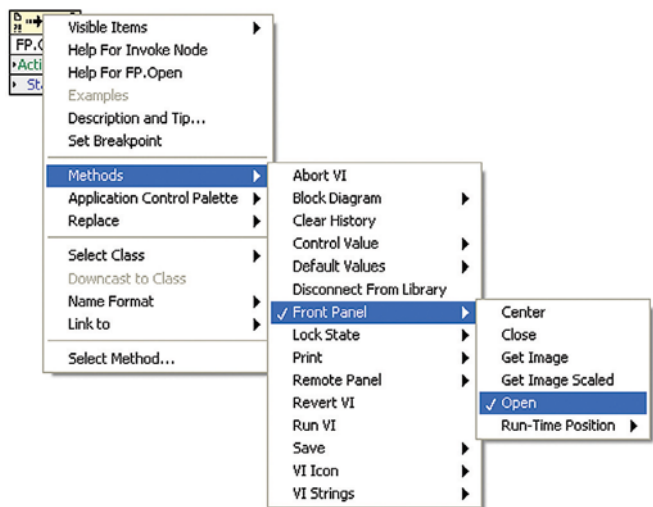 FP.
Visible Items
Help For Invoke Node
Help For FP.Open
Examples
Description and Tip...
Set Breakpoint
Methods
Application Control Palette
Replace
Select Class
Downcast to Class
Name Format
Link to
Select Method...
Abort VI
Block Diagram
Clear History
Control Value
Default Values
Disconnect From Library
✓ Front Panel
Lock State
Print
Remote Panel
Revert VI
Run VI
Save
VI Icon
VI Strings
Center
Close
Get Image
Get Image Scaled
✓ Open
Run-Time Position